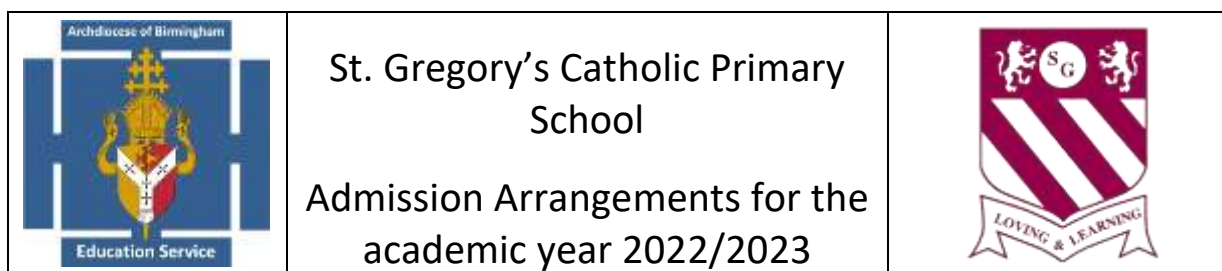 Archdiocese of Birmingham
Education Service
St. Gregory’s Catholic Primary
School
Admission Arrangements for the
academic year 2022/2023
S G
LOVING & LEARNING